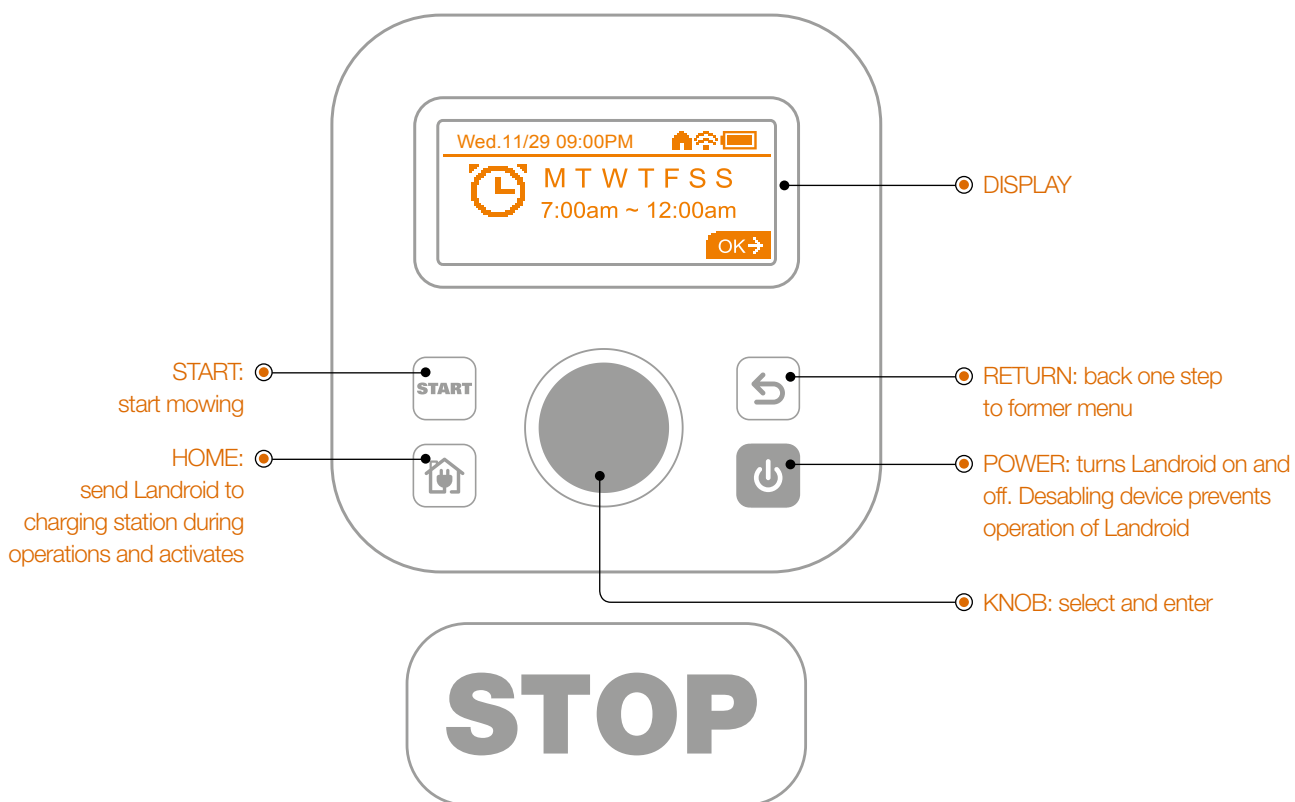 Wed.11/29 09:00PM
M T W T F S S
7:00am ~ 12:00am
OK
DISPLAY
START:
start mowing
START
RETURN: back one step
to former menu
HOME:
send Landroid to
charging station during
operations and activates
POWER: turns Landroid on and
off. Desabling device prevents
operation of Landroid
KNOB: select and enter
STOP